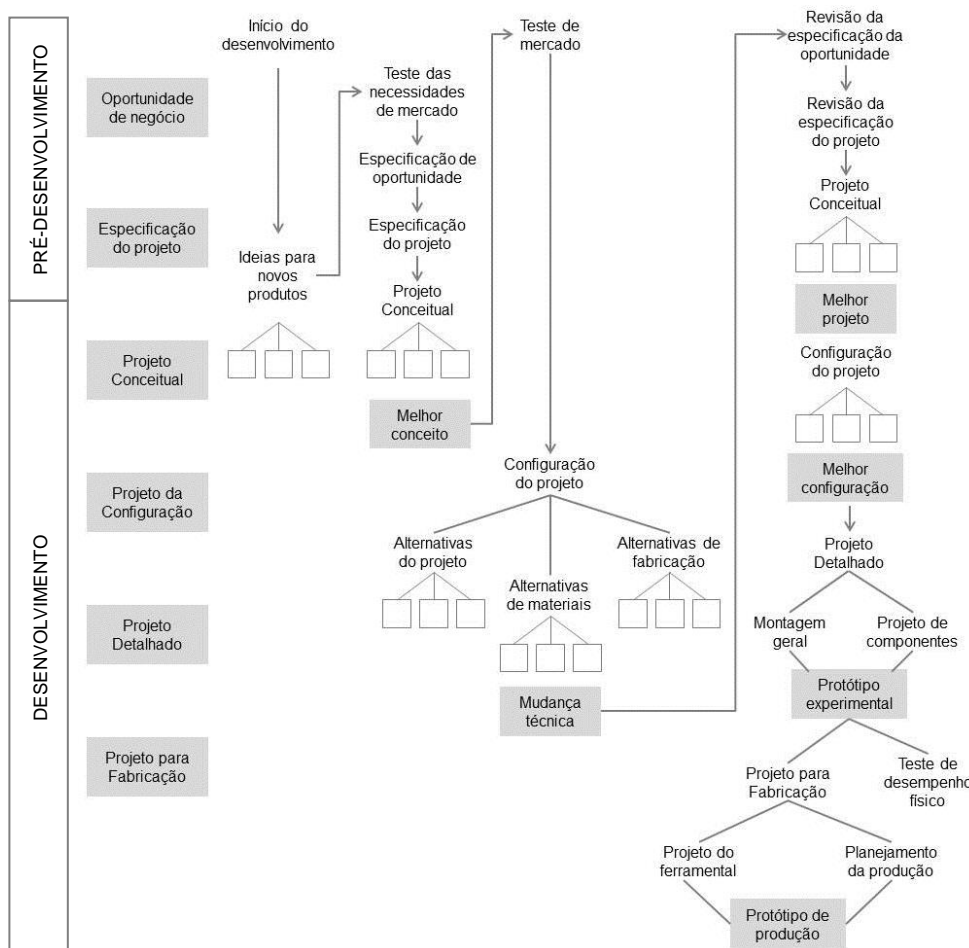 PRÉ-DESENVOLVIMENTO
DESENVOLVIMENTO
Oportunidade
de negócio
Especificação
do projeto
Projeto
Conceitual
Projeto da
Configuração
Projeto
Detalhado
Projeto para
Fabricação
Início do
desenvolvimento
Ideias para
novos
produtos
Teste das
necessidades
de mercado
Especificação de
oportunidade
Especificação
do projeto
Projeto
Conceitual
Melhor
conceito
Teste de
mercado
Configuração
do projeto
Alternativas
do projeto
Alternativas
de materiais
Alternativas de
fabricação
Mudança
técnica
Revisão da
especificação da
oportunidade
Revisão da
especificação
do projeto
Projeto
Conceitual
Melhor
projeto
Configuração
do projeto
Melhor
configuração
Projeto
Detalhado
Montagem
geral
Projeto de
componentes
Protótipo
experimental
Projeto para
Fabricação
Teste de
desempenho
físico
Projeto do
ferramental
Planejamento
da produção
Protótipo de
produção